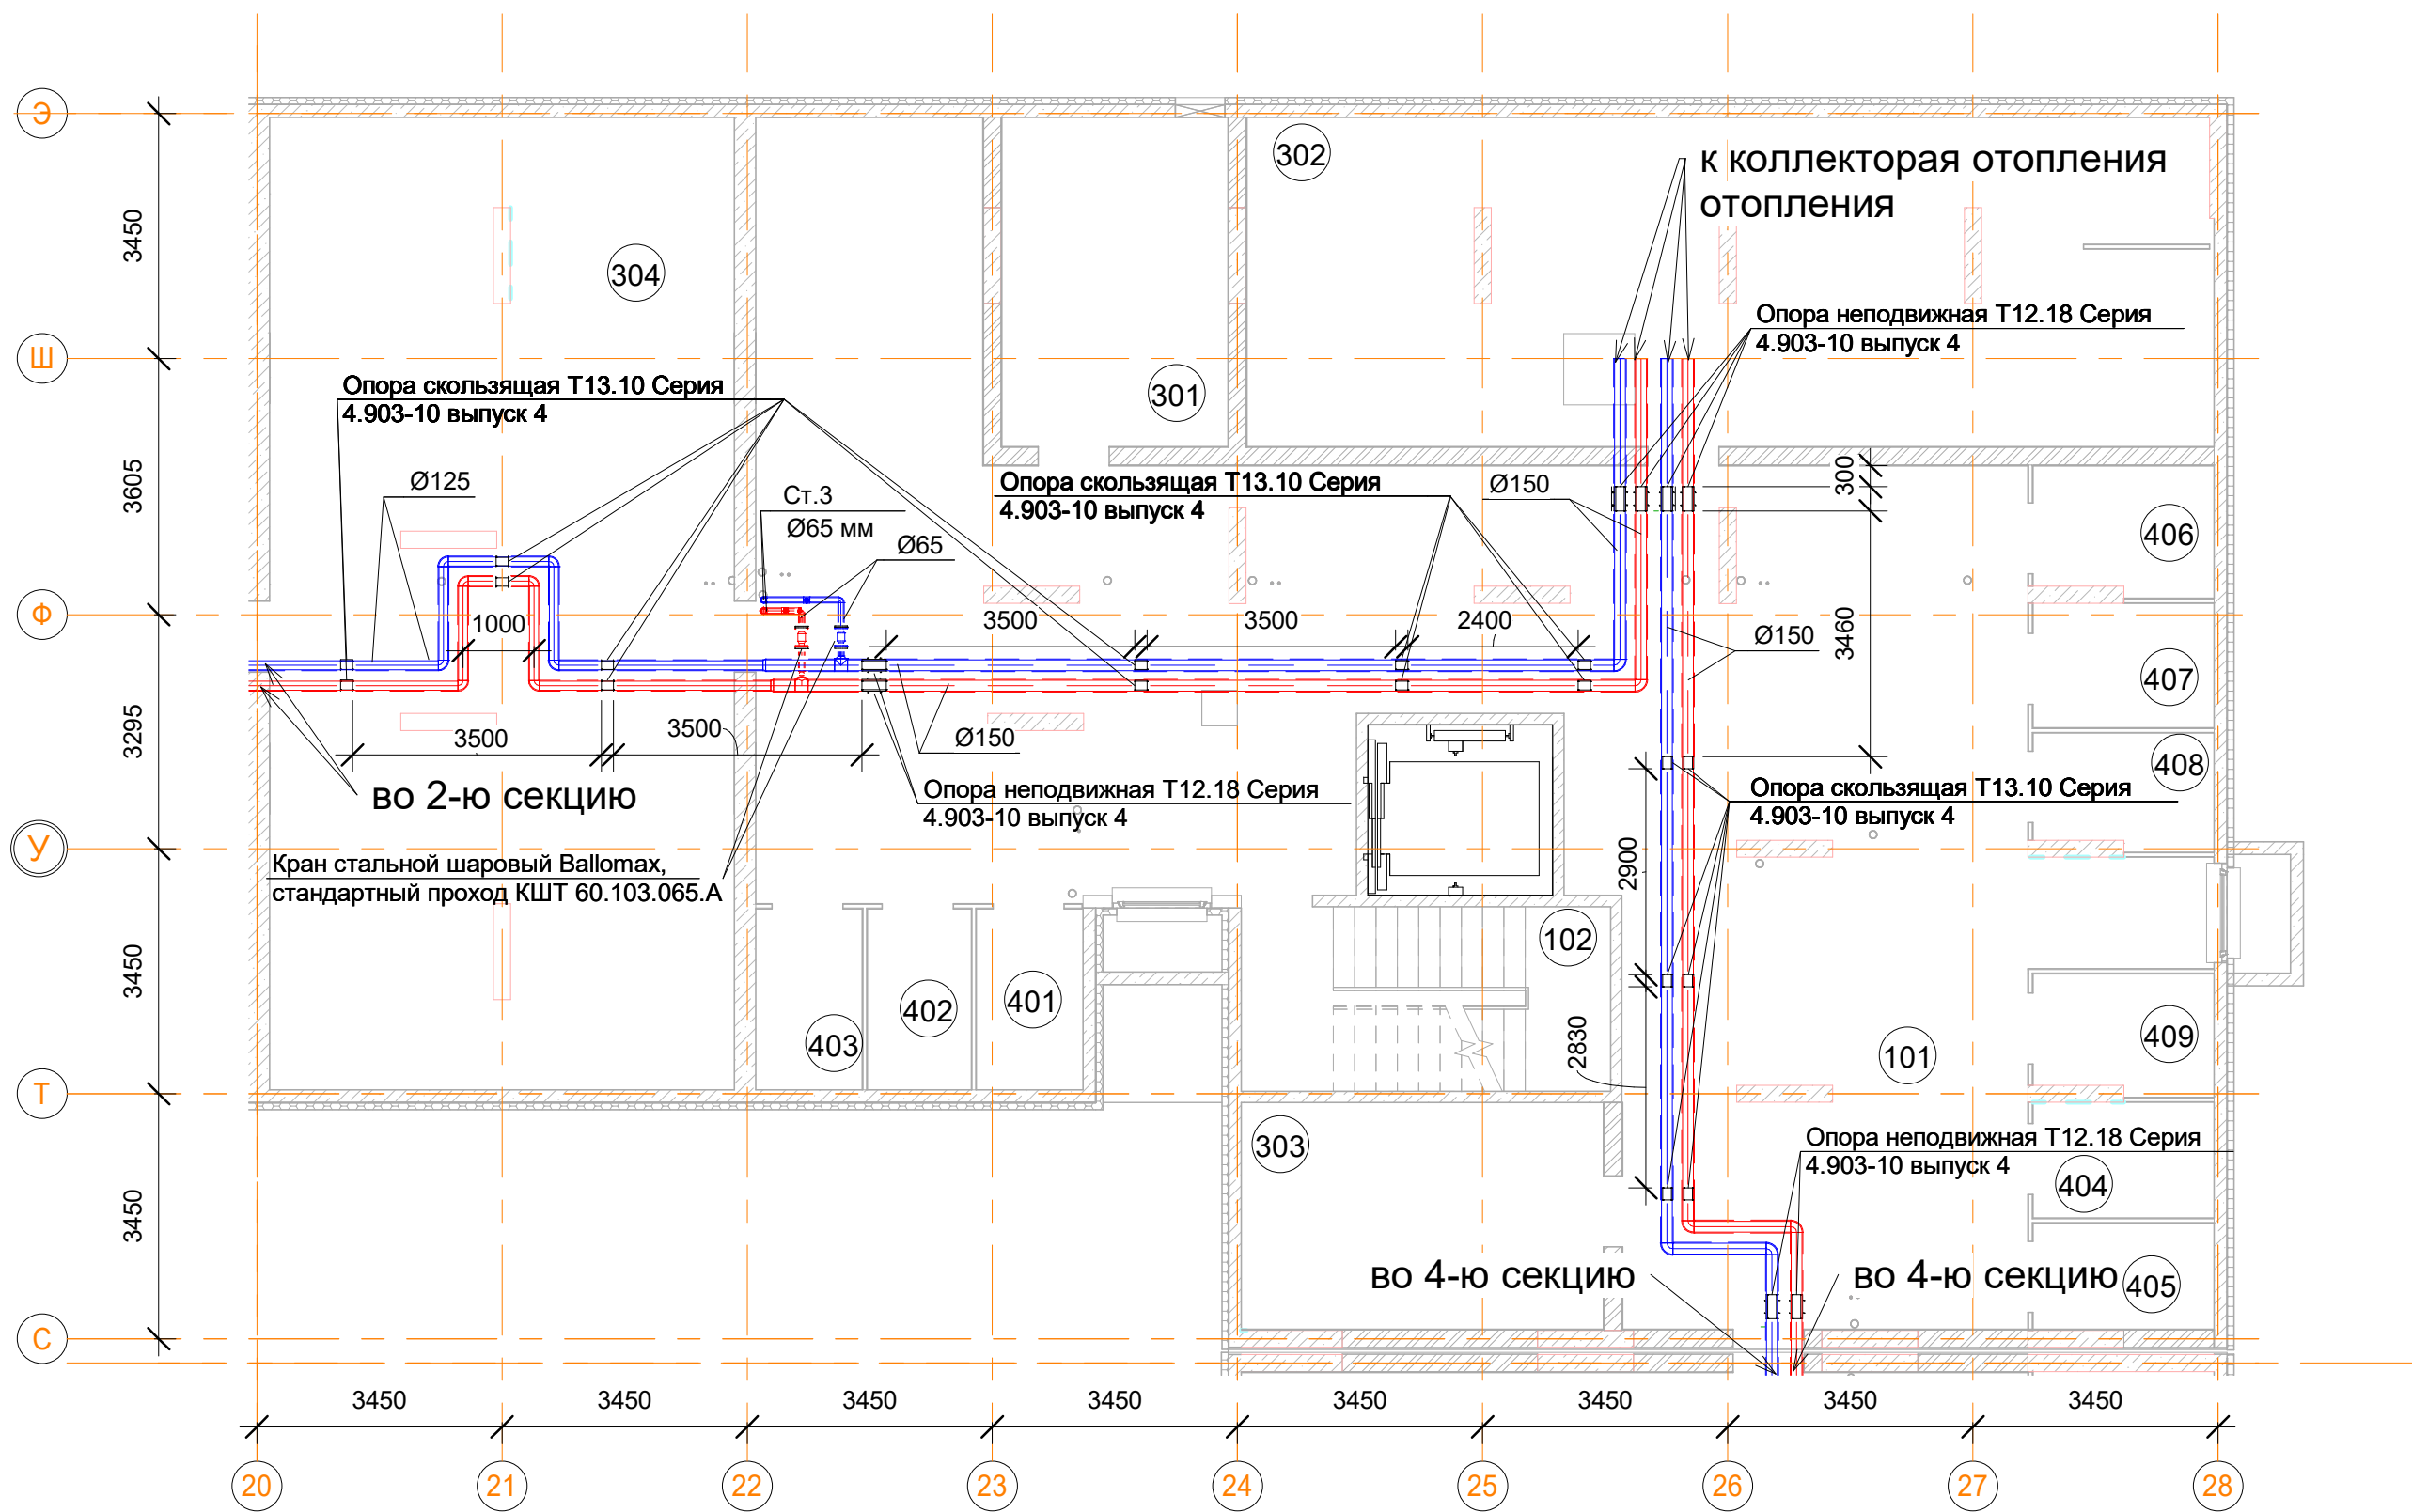 Э
302
к коллекторая отопления
отопления
3450
304
Опора неподвижная Т12.18 Серия
4.903-10 выпуск 4
Ш
Опора скользящая Т13.10 Серия
4.903-10 выпуск 4
301
3605
Ø125
Ст.3
Ø65 мм
Ø65
Опора скользящая Т13.10 Серия
4.903-10 выпуск 4
Ø150
300
406
Ф
1000
3500
3500
2400
Ø150
3460
407
3295
3500
3500
Ø150
408
во 2-ю секцию
Опора неподвижная Т12.18 Серия
4.903-10 выпуск 4
Опора скользящая Т13.10 Серия
4.903-10 выпуск 4
У
Кран стальной шаровый Ballomax,
стандартный проход КШТ 60.103.065.А
2900
3450
102
403
402
401
2830
101
409
Т
303
Опора неподвижная Т12.18 Серия
4.903-10 выпуск 4
404
3450
во 4-ю секцию
во 4-ю секцию
405
С
3450
3450
3450
3450
3450
3450
3450
3450
20
21
22
23
24
25
26
27
28